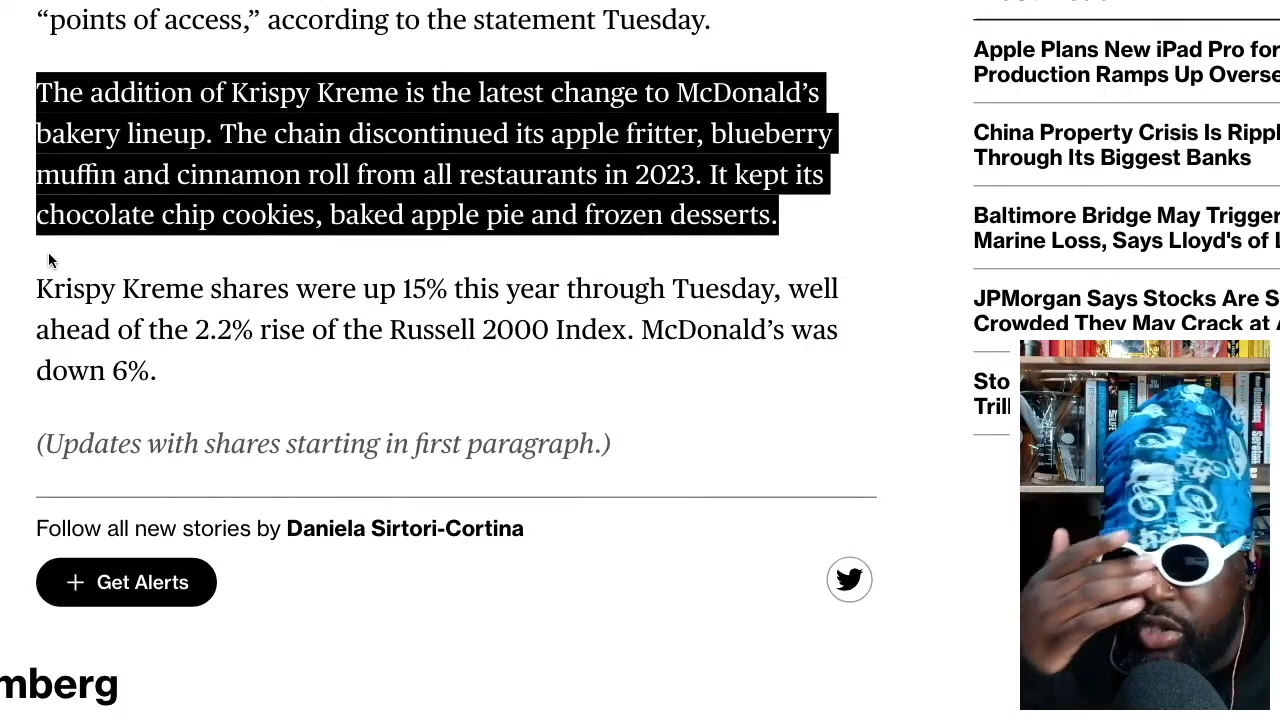 “points of access,” according to the statement Tuesday.
The addition of Krispy Kreme is the latest change to McDonald’s
bakery lineup. The chain discontinued its apple fritter, blueberry
muffin and cinnamon roll from all restaurants in 2023. It kept its
chocolate chip cookies, baked apple pie and frozen desserts.
Krispy Kreme shares were up 15% this year through Tuesday, well
ahead of the 2.2% rise of the Russell 2000 Index. McDonald’s was
down 6%.
(Updates with shares starting in first paragraph.)
Follow all new stories by Daniela Sirtori-Cortina
+ Get Alerts
mberg
Apple Plans New iPad Pro for
Production Ramps Up Overse
China Property Crisis Is Rippl
Through Its Biggest Banks
Baltimore Bridge May Trigger
Marine Loss, Says Lloyd's of L
JPMorgan Says Stocks Are S
Crowded They May Crack at A
Sto
Tril